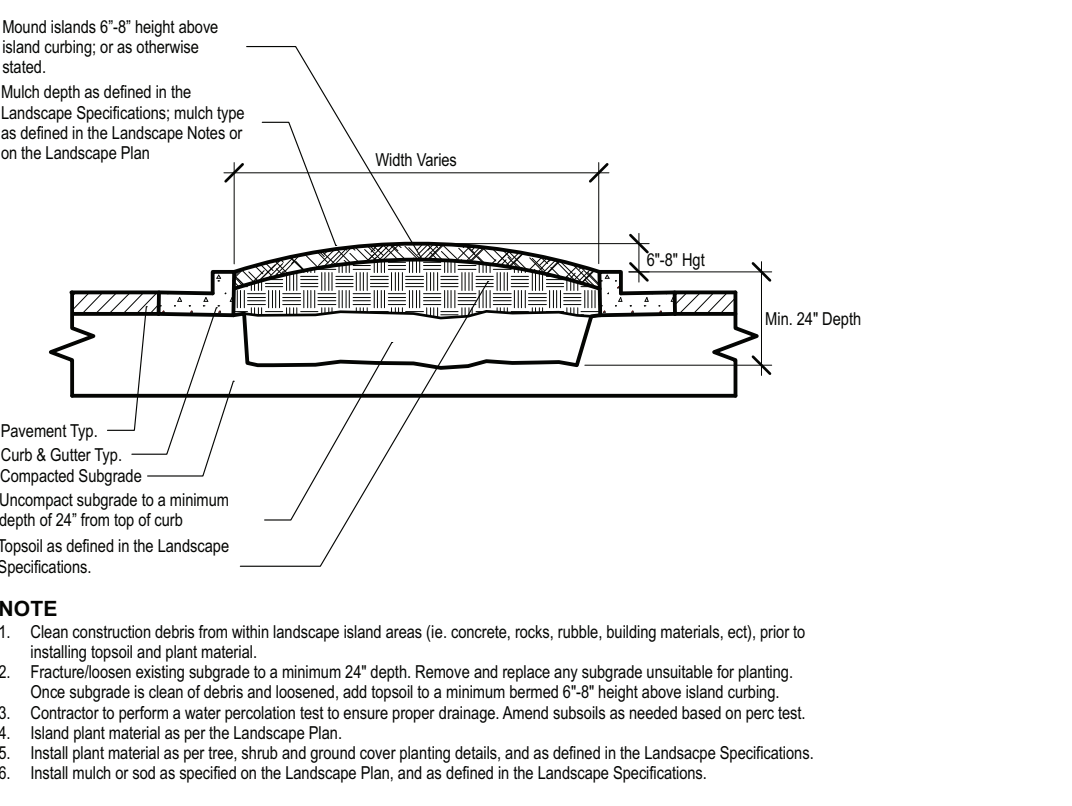 Mound islands 6”-8” height above
island curbing; or as otherwise
stated.
Mulch depth as defined in the
Landscape Specifications; mulch type
as defined in the Landscape Notes or
on the Landscape Plan
Width Varies
6"-8" Hgt
Min. 24" Depth
Pavement Typ.
Curb & Gutter Typ.
Compacted Subgrade
Uncompact subgrade to a minimum
depth of 24” from top of curb
Topsoil as defined in the Landscape
Specifications.
NOTE
1. Clean construction debris from within landscape island areas (ie. concrete, rocks, rubble, building materials, ect), prior to
installing topsoil and plant material.
2. Fracture/loosen existing subgrade to a minimum 24" depth. Remove and replace any subgrade unsuitable for planting.
Once subgrade is clean of debris and loosened, add topsoil to a minimum bermed 6"-8" height above island curbing.
3. Contractor to perform a water percolation test to ensure proper drainage. Amend subsoils as needed based on perc test.
4. Island plant material as per the Landscape Plan.
5. Install plant material as per tree, shrub and ground cover planting details, and as defined in the Landsacpe Specifications.
6. Install mulch or sod as specified on the Landscape Plan, and as defined in the Landscape Specifications.